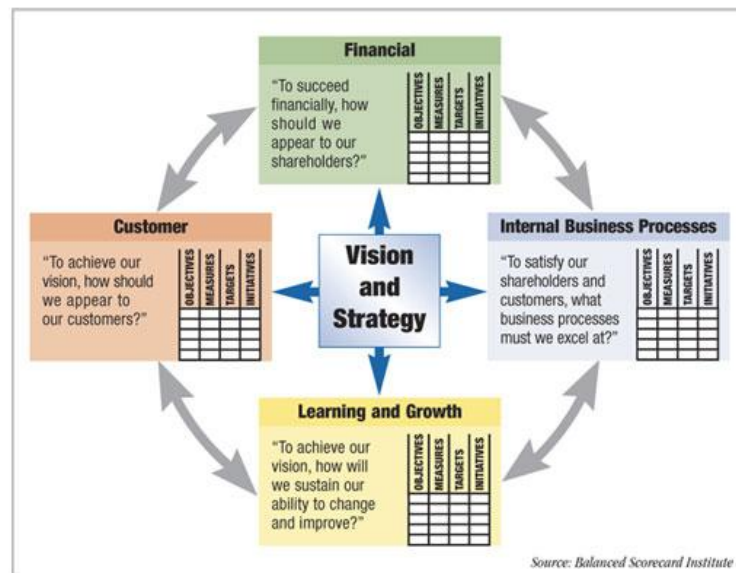 Financial
“To succeed
financially, how
should we
appear to our
shareholders?”
OBJECTIVES
MEASURES
TARGETS
INITIATIVES
Customer
“To achieve our
vision, how should
we appear to
our customers?”
OBJECTIVES
MEASURES
TARGETS
INITIATIVES
Vision
and
Strategy
Internal Business Processes
“To satisfy our
shareholders and
customers, what
business processes
must we excel at?”
OBJECTIVES
MEASURES
TARGETS
INITIATIVES
Learning and Growth
“To achieve our
vision, how will
we sustain our
ability to change
and improve?”
OBJECTIVES
MEASURES
TARGETS
INITIATIVES
Source: Balanced Scorecard Institute